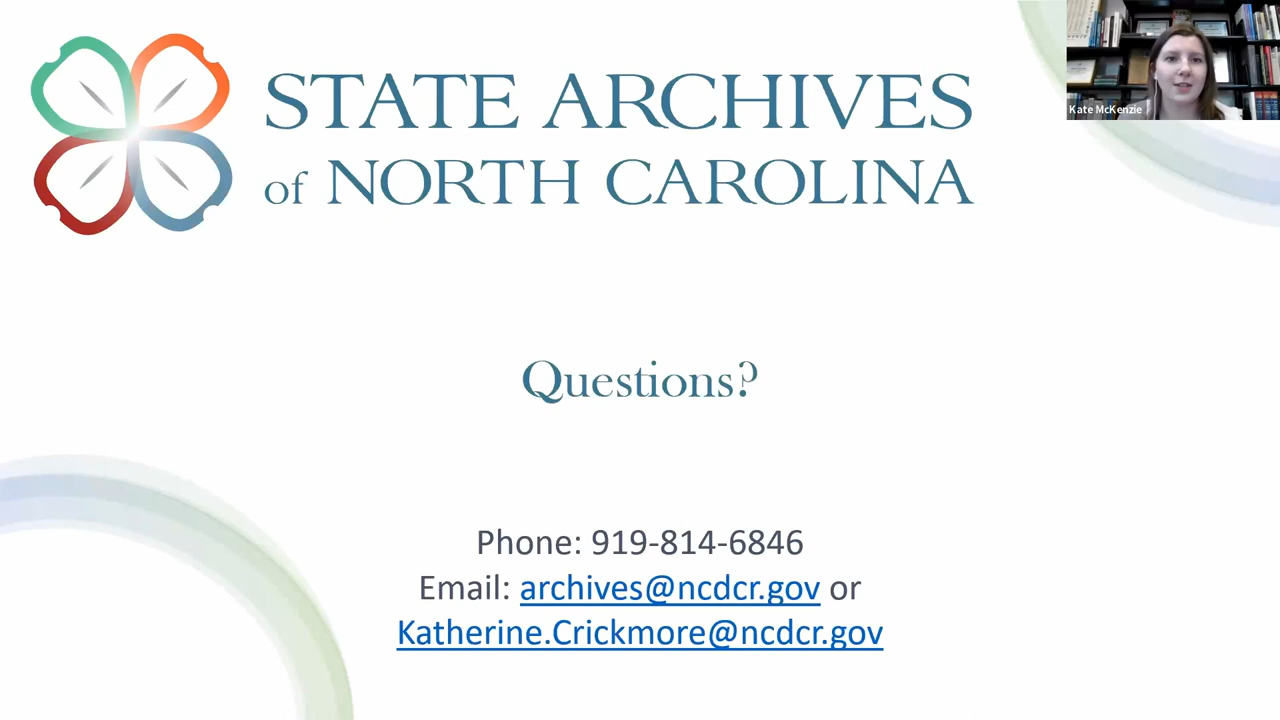 STATE ARCHIVES
of NORTH CAROLINA
Kate McKenzie
Questions?
Phone: 919-814-6846
Email: archives@ncdcr.gov or
Katherine.Crickmore@ncdcr.gov